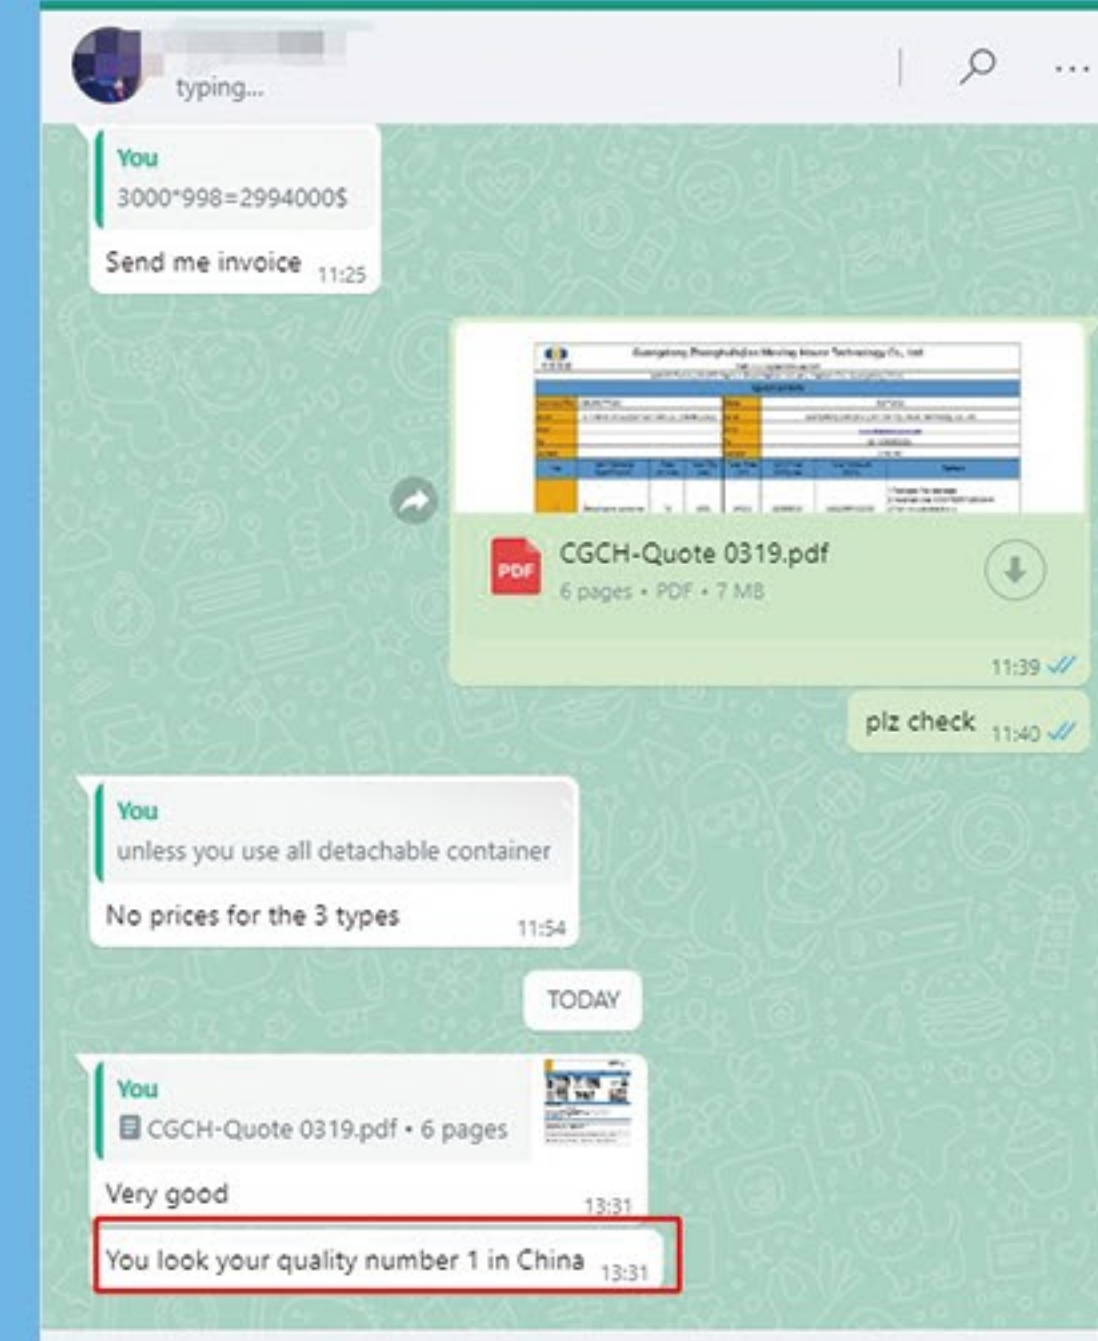 typing...
You
3000*998=2994000$
Send me invoice 11:25
PDF
CGCH-Quote 0319.pdf
6 pages • PDF • 7 MB
11:39
plz check 11:40
You
unless you use all detachable container
No prices for the 3 types 11:54
TODAY
You
CGCH-Quote 0319.pdf • 6 pages
Very good 13:31
You look your quality number 1 in China 13:31